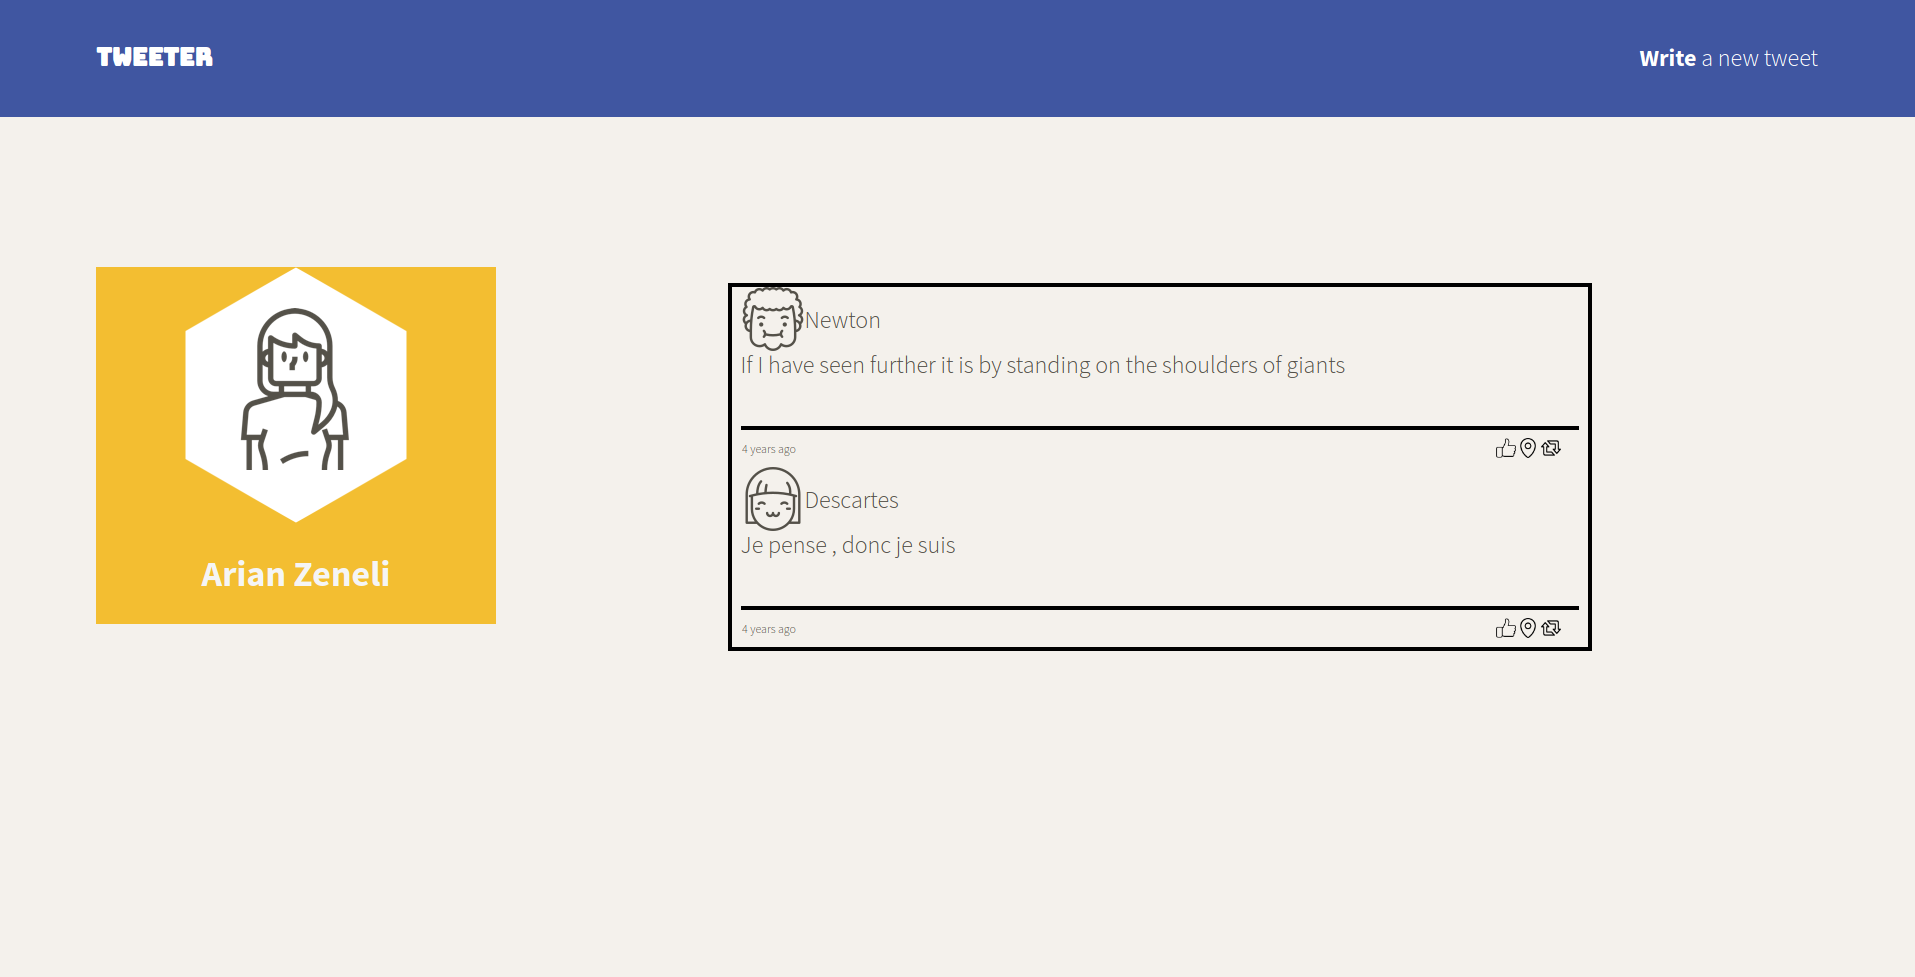 TWEETER
Write a new tweet
Arian Zeneli
Newton
If I have seen further it is by standing on the shoulders of giants
4 years ago
Descartes
Je pense , donc je suis
4 years ago